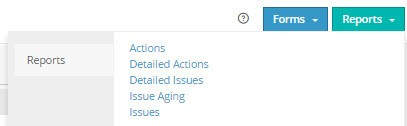 Forms Reports
Reports
Actions
Detailed Actions
Detailed Issues
Issue Aging
Issues